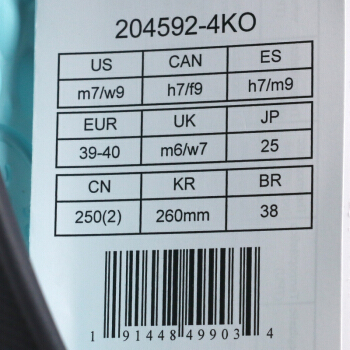 204592-4KO
US CAN ES
m7/w9 h7/f9 h7/m9
EUR UK JP
39-40 m6/w7 25
CN KR BR
250(2) 260mm 38
1 91448 49903 4